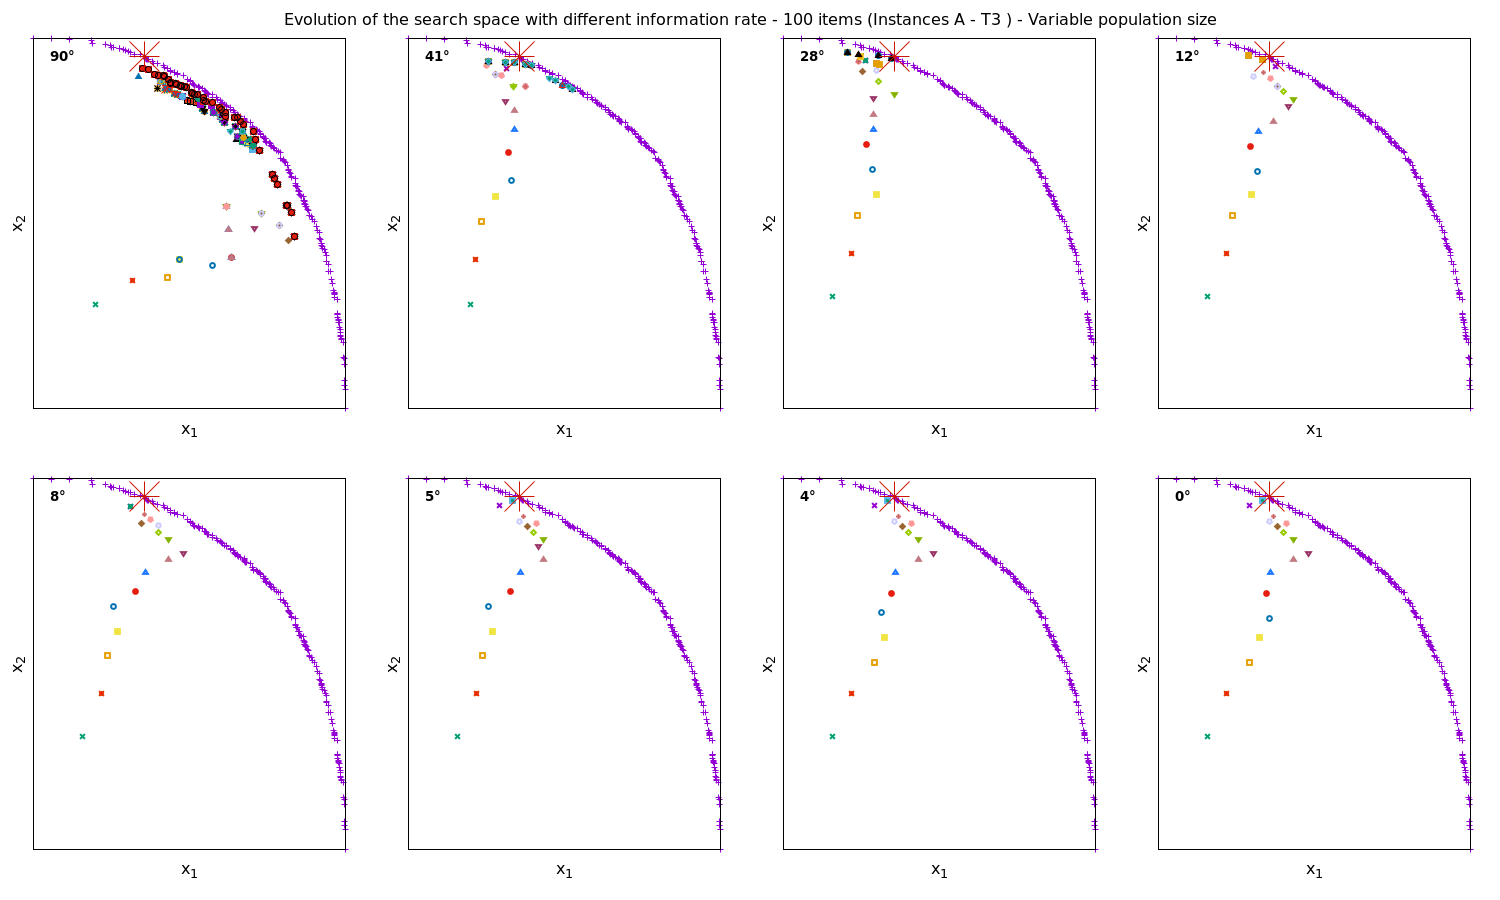 Evolution of the search space with different information rate - 100 items (Instances A - T3 ) - Variable population size
90°
41°
28°
12°
x2
x2
x2
x2
x1
x1
x1
x1
8°
5°
4°
0°
x2
x2
x2
x2
x1
x1
x1
x1